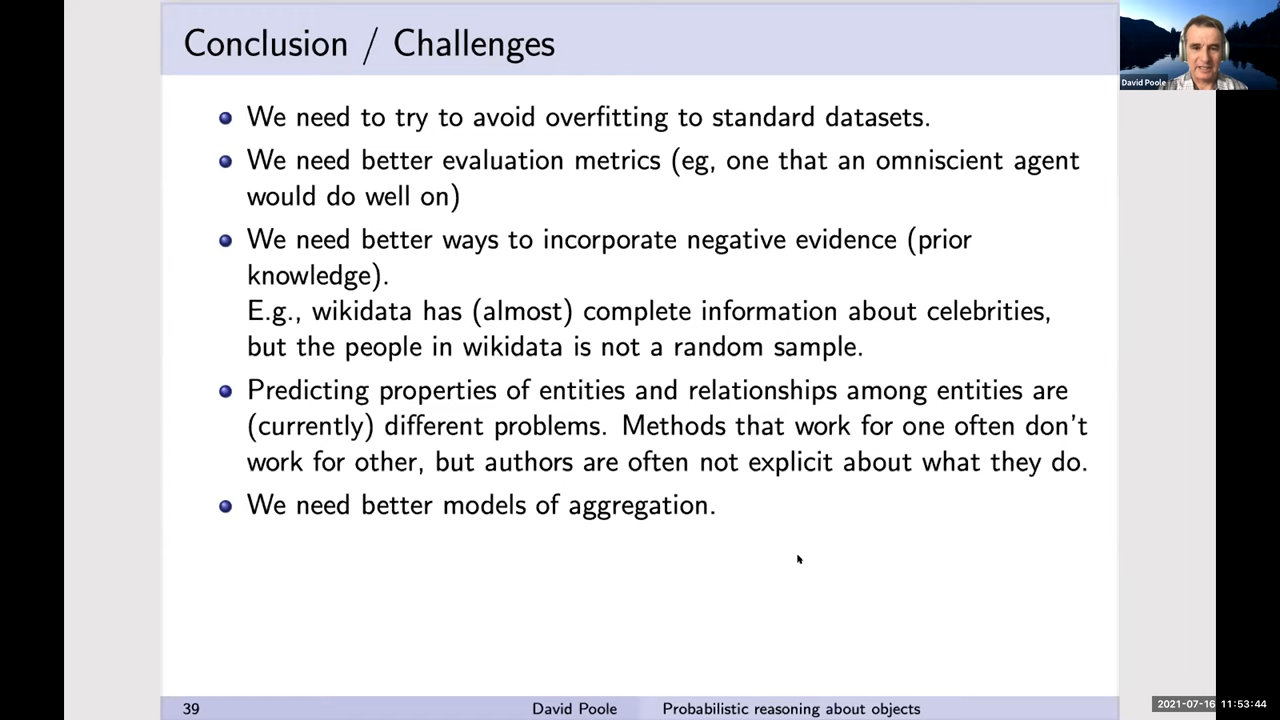 Conclusion / Challenges
David Poole
We need to try to avoid overfitting to standard datasets.
We need better evaluation metrics (eg, one that an omniscient agent
would do well on)
We need better ways to incorporate negative evidence (prior
knowledge).
E.g., wikidata has (almost) complete information about celebrities,
but the people in wikidata is not a random sample.
Predicting properties of entities and relationships among entities are
(currently) different problems. Methods that work for one often don't
work for other, but authors are often not explicit about what they do.
We need better models of aggregation.
39 David Poole Probabilistic reasoning about objects
2021-07-16 11:53:44